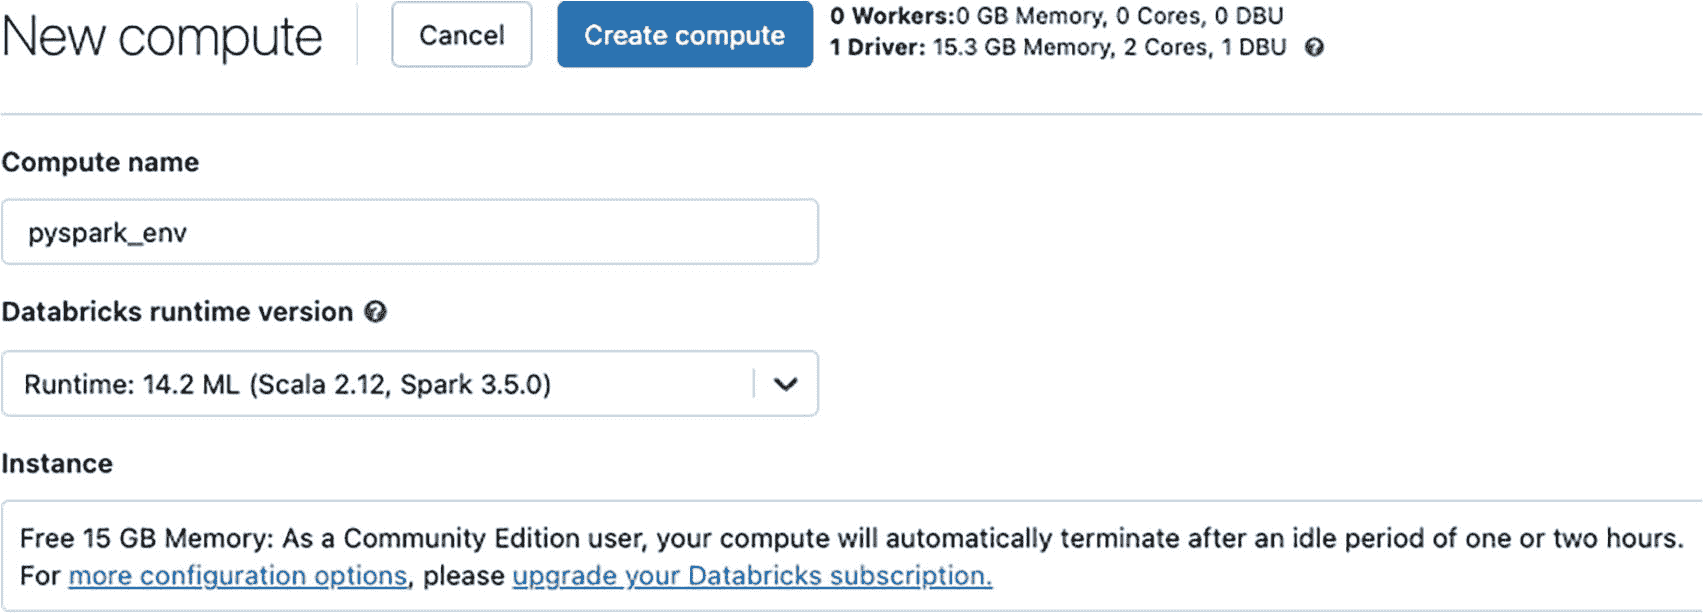 New compute
Cancel
Create compute
0 Workers:0 GB Memory, 0 Cores, 0 DBU
1 Driver: 15.3 GB Memory, 2 Cores, 1 DBU ?
Compute name
pyspark_env
Databricks runtime version ?
Runtime: 14.2 ML (Scala 2.12, Spark 3.5.0)
Instance
Free 15 GB Memory: As a Community Edition user, your compute will automatically terminate after an idle period of one or two hours.
For more configuration options, please upgrade your Databricks subscription.